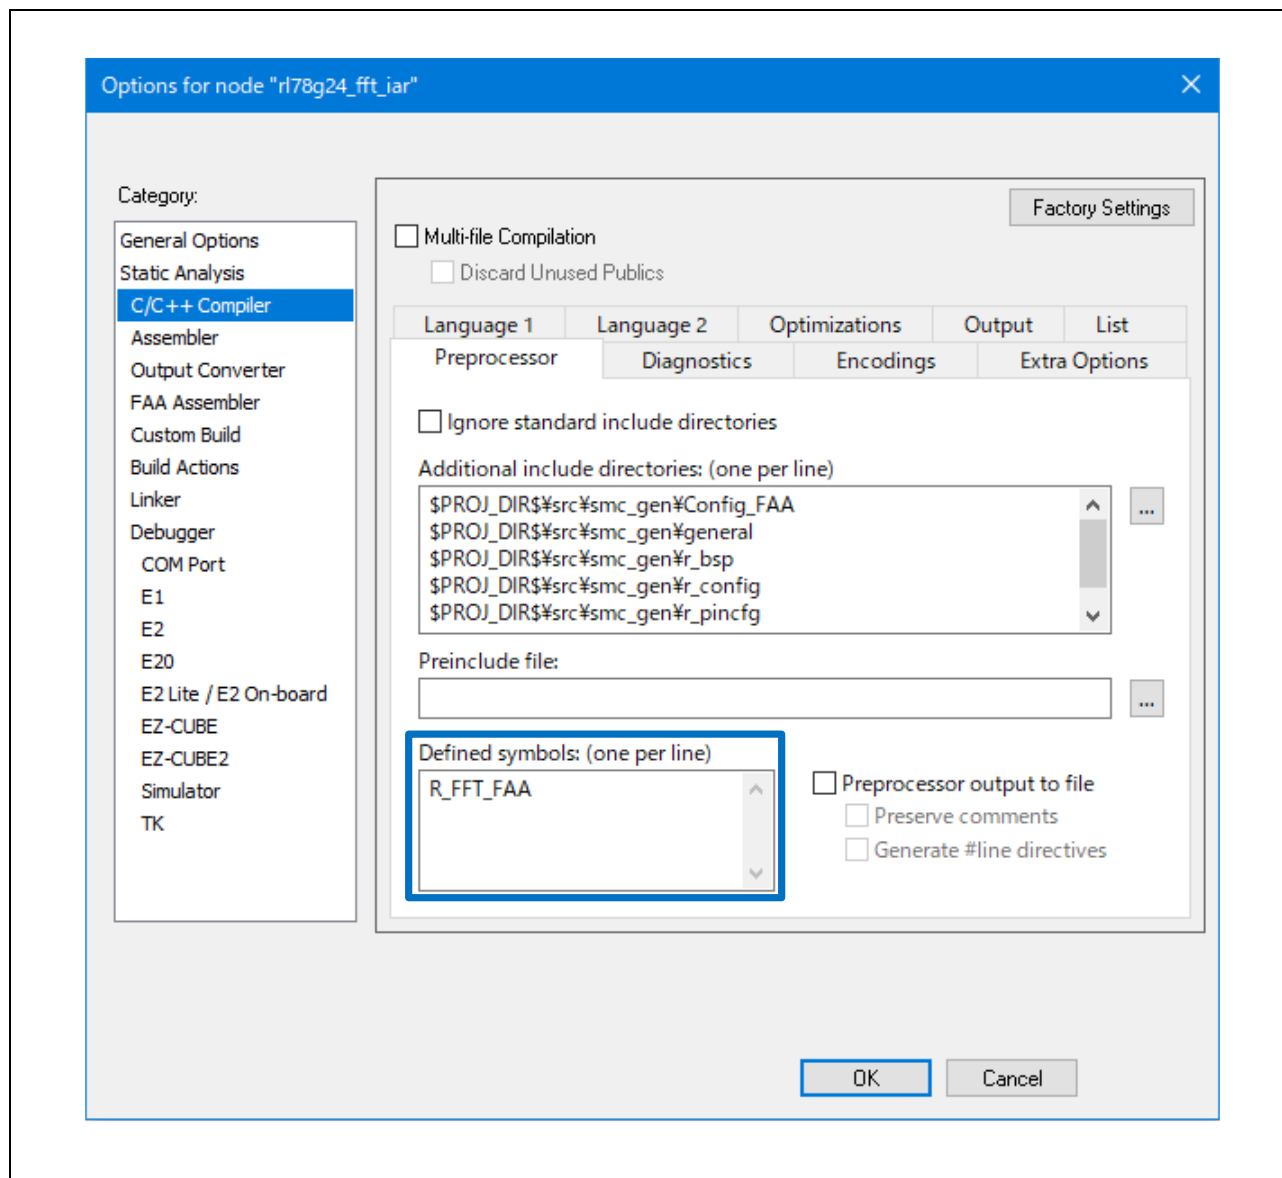 Options for node "rl78g24_fft_iar"
Category:
General Options
Static Analysis
C/C++ Compiler
Assembler
Output Converter
FAA Assembler
Custom Build
Build Actions
Linker
Debugger
COM Port
E1
E2
E20
E2 Lite / E2 On-board
EZ-CUBE
EZ-CUBE2
Simulator
TK
Factory Settings
Multi-file Compilation
Discard Unused Publics
Language 1 Language 2 Optimizations Output List
Preprocessor Diagnostics Encodings Extra Options
Ignore standard include directories
Additional include directories: (one per line)
$PROJ_DIR$¥src¥smc_gen¥Config_FAA
$PROJ_DIR$¥src¥smc_gen¥general
$PROJ_DIR$¥src¥smc_gen¥r_bsp
$PROJ_DIR$¥src¥smc_gen¥r_config
$PROJ_DIR$¥src¥smc_gen¥r_pincfg
...
Preinclude file:
...
Defined symbols: (one per line)
R_FFT_FAA
Preprocessor output to file
Preserve comments
Generate #line directives
OK Cancel